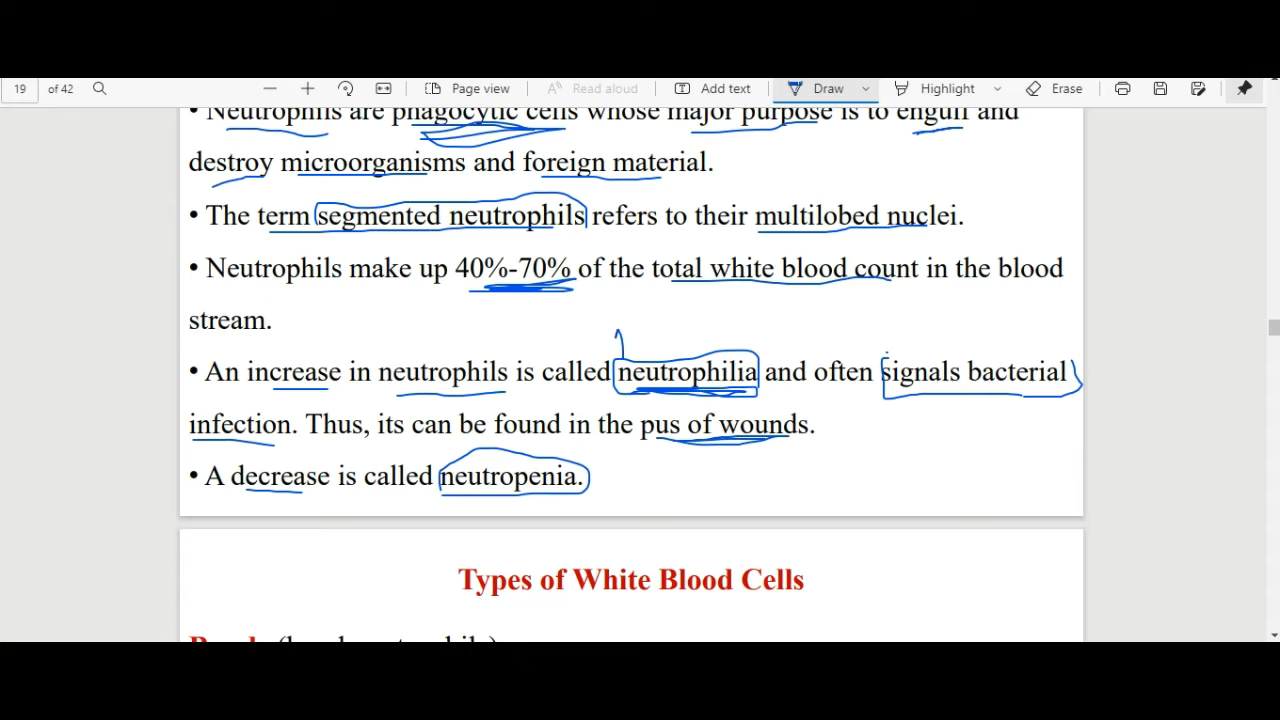 19 of 42 Page view Read aloud Add text Draw Highlight Erase
• Neutrophils are phagocytic cells whose major purpose is to engulf and
destroy microorganisms and foreign material.
• The term segmented neutrophils refers to their multilobed nuclei.
• Neutrophils make up 40%-70% of the total white blood count in the blood
stream.
• An increase in neutrophils is called neutrophilia and often signals bacterial
infection. Thus, its can be found in the pus of wounds.
• A decrease is called neutropenia.
Types of White Blood Cells